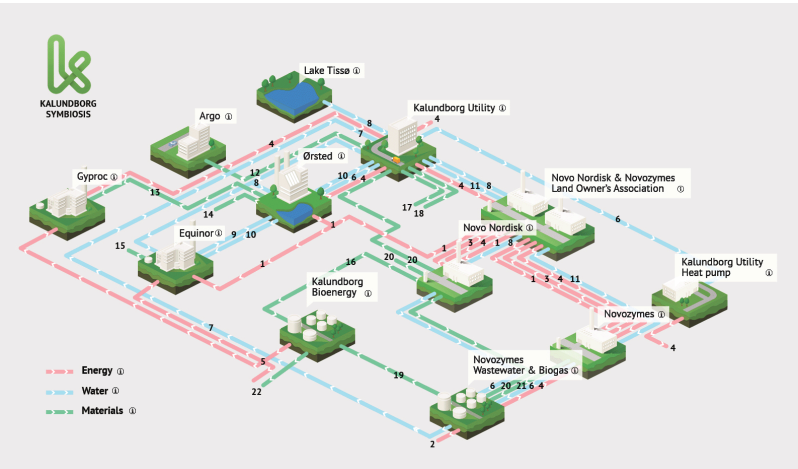 KALUNDBORG
SYMBIOSIS
Lake Tissø
Argo
Kalundborg Utility
4
8
7
4
Ørsted
12
8
10 6 4
Gyproc
13
14
4 11 8
Novo Nordisk & Novozymes
Land Owner's Association
17
18
6
15
Equinor
9 10
1
Novo Nordisk
1 3 4 1 8
1
16
20
20
Kalundborg
Bioenergy
1 3 4 11
Kalundborg Utility
Heat pump
Novozymes
7
5
4
22
19
Novozymes
Wastewater & Biogas
6 20 21 6 4
2
Energy
Water
Materials